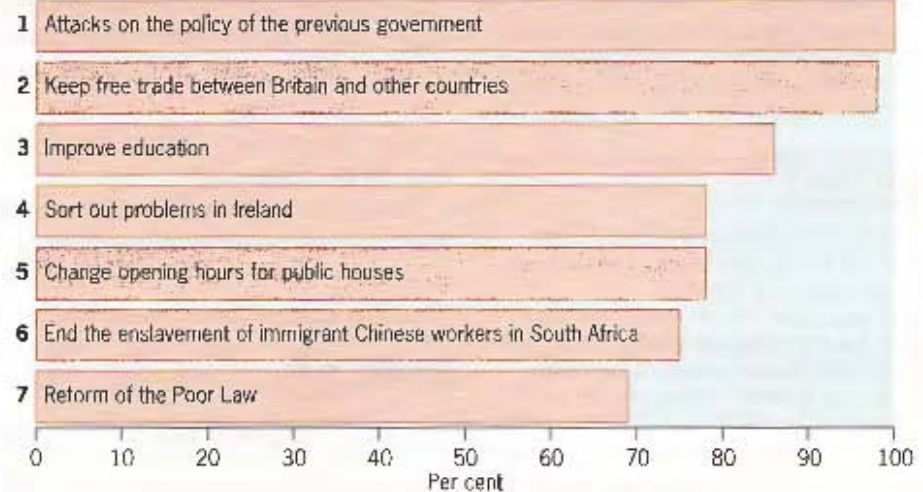 1 Attacks on the policy of the previous government
2 Keep free trade between Britain and other countries
3 Improve education
4 Sort out problems in Ireland
5 Change opening hours for public houses
6 End the enslavement of immigrant Chinese workers in South Africa
7 Reform of the Poor Law
0 10 20 30 40 50 60 70 80 90 100
Per cent